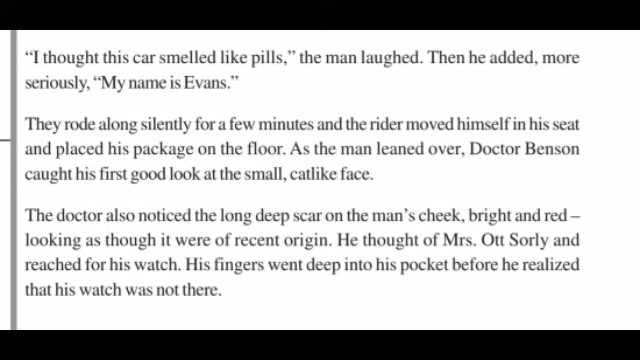 “I thought this car smelled like pills,” the man laughed. Then he added, more
seriously, “My name is Evans.”
They rode along silently for a few minutes and the rider moved himself in his seat
and placed his package on the floor. As the man leaned over, Doctor Benson
caught his first good look at the small, catlike face.
The doctor also noticed the long deep scar on the man’s cheek, bright and red –
looking as though it were of recent origin. He thought of Mrs. Ott Sorly and
reached for his watch. His fingers went deep into his pocket before he realized
that his watch was not there.